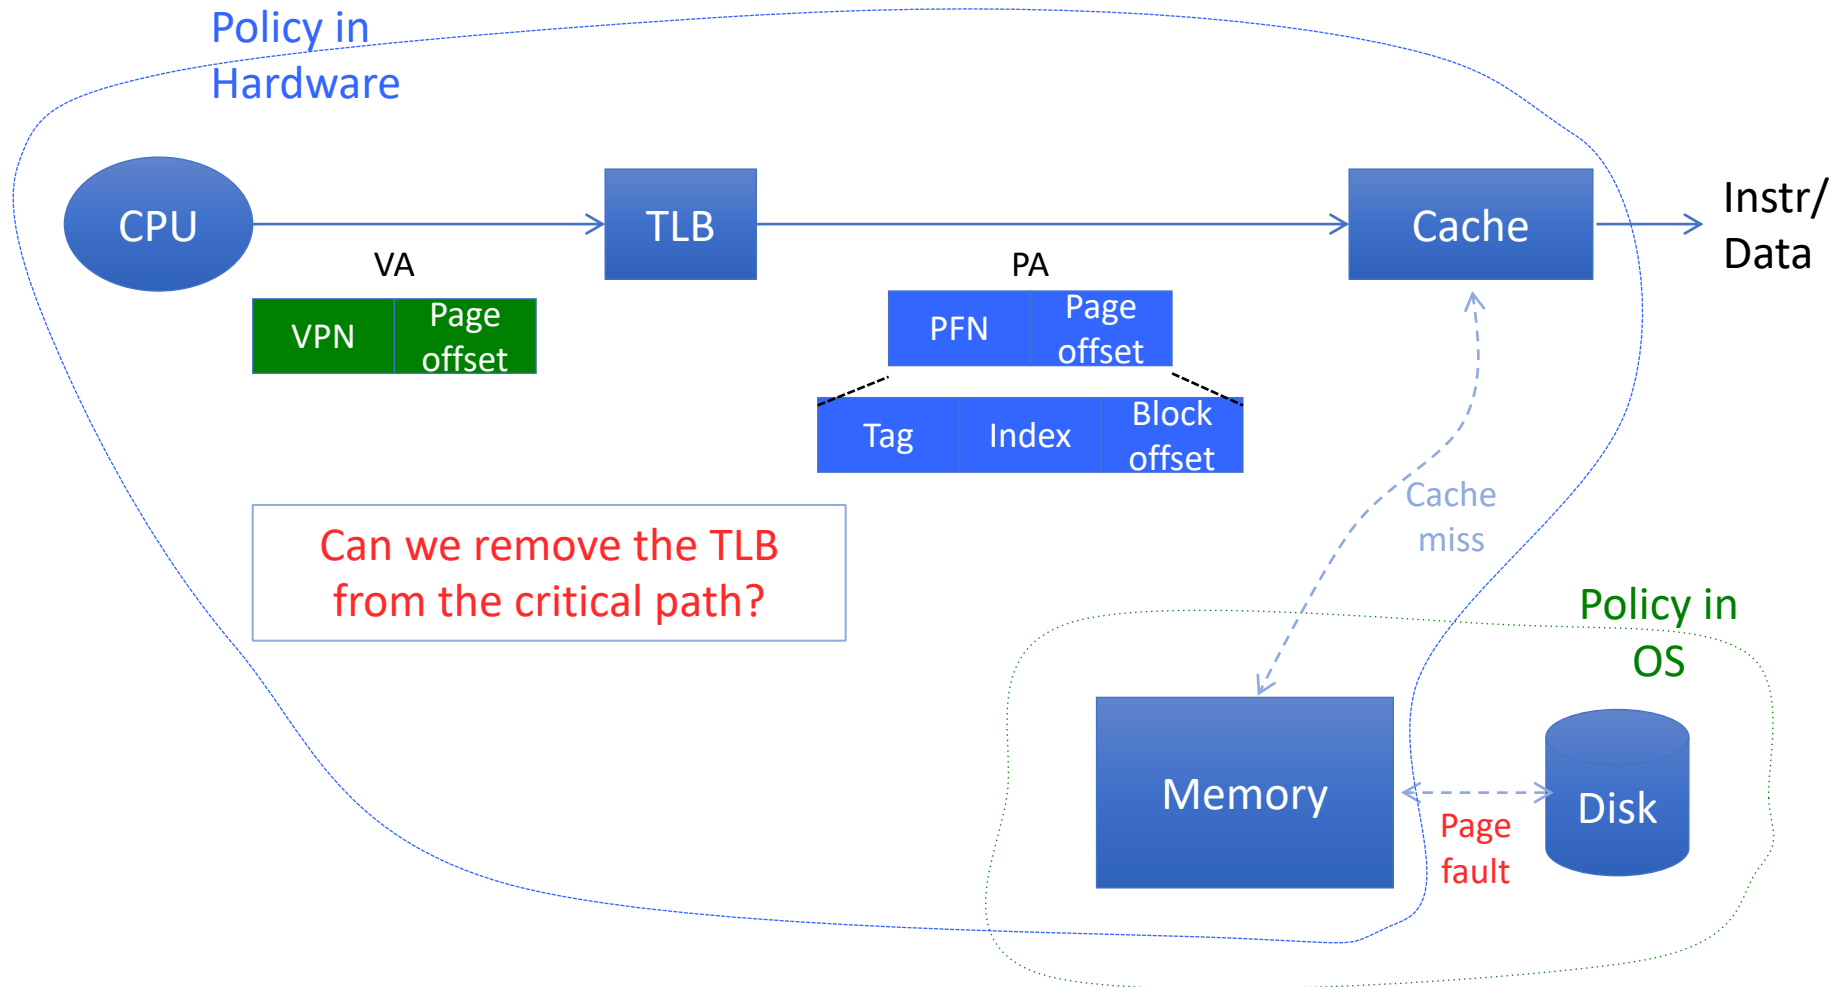 Policy in
Hardware
CPU
TLB
Cache
Instr/
Data
VA
PA
VPN
Page
offset
PFN
Page
offset
Tag
Index
Block
offset
Cache
miss
Can we remove the TLB
from the critical path?
Policy in
OS
Memory
Disk
Page
fault